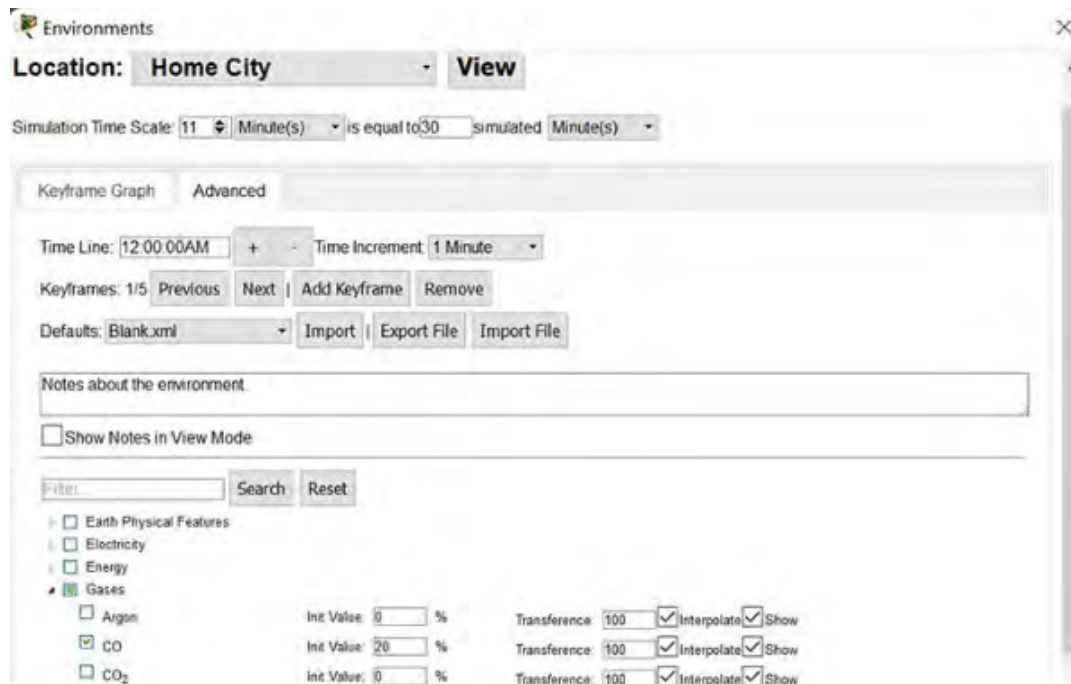 Environments
Location: Home City View
Simulation Time Scale: 11 Minute(s) is equal to 30 simulated Minute(s)
Keyframe Graph Advanced
Time Line: 12:00:00AM + - Time Increment: 1 Minute
Keyframes: 1/5 Previous Next | Add Keyframe Remove
Defaults: Blank.xml Import | Export File Import File
Notes about the environment.
Show Notes in View Mode
Filter... Search Reset
Earth Physical Features
Electricity
Energy
Gases
Argon Init Value: 0 % Transference: 100 Interpolate Show
CO Init Value: 20 % Transference: 100 Interpolate Show
CO₂ Init Value: 0 % Transference: 100 Interpolate Show